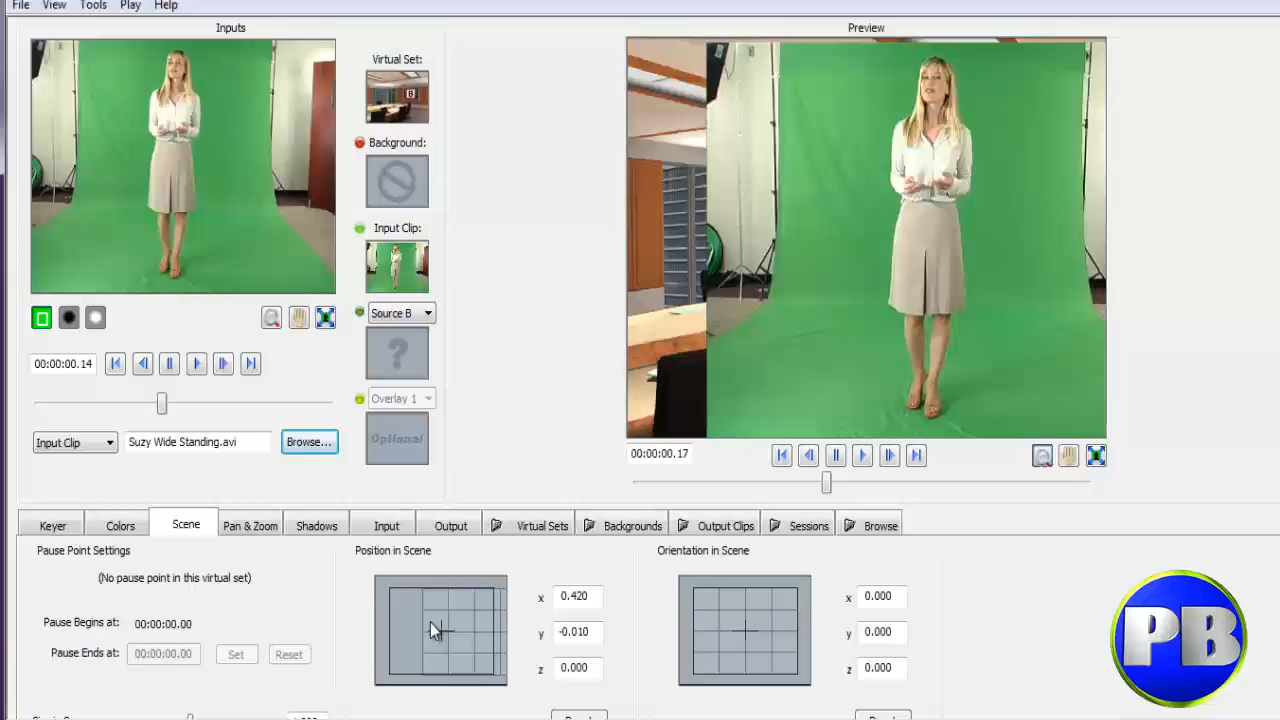 File View Tools Play Help
Inputs
Preview
Virtual Set:
B
Background:
Input Clip:
Source B
?
Overlay 1
Optional
00:00:00.14
Input Clip Suzy Wide Standing.avi Browse...
00:00:00.17
Keyer Colors Scene Pan & Zoom Shadows Input Output Virtual Sets Backgrounds Output Clips Sessions Browse
Pause Point Settings
(No pause point in this virtual set)
Pause Begins at: 00:00:00.00
Pause Ends at: 00:00:00.00 Set Reset
Position in Scene
x 0.420
y -0.010
z 0.000
Orientation in Scene
x 0.000
y 0.000
z 0.000
PB